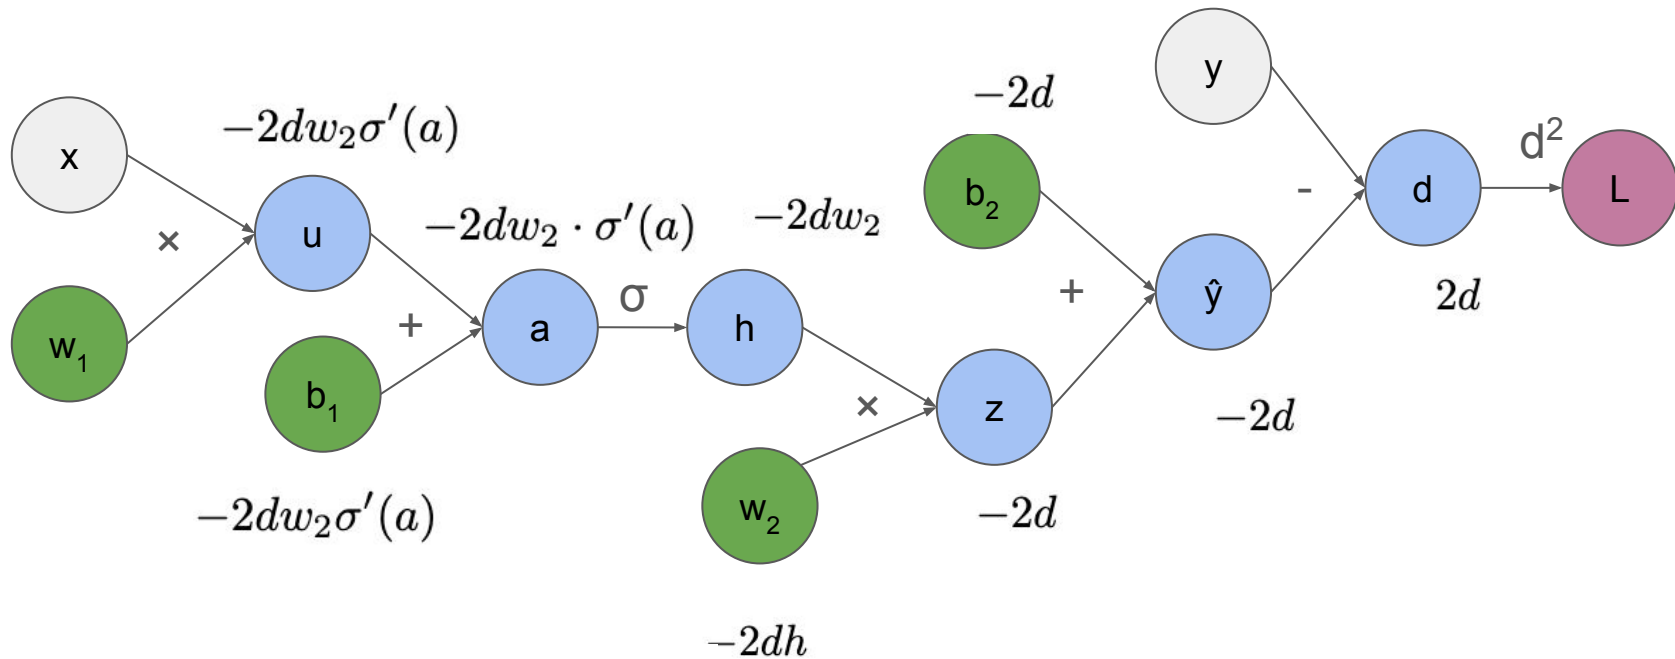 y
−2d
d²
x
−2dw₂σ′(a)
b₂
-
d
L
u
−2dw₂ · σ′(a)
−2dw₂
×
w₁
+
a
σ
h
+
ŷ
2d
b₁
×
z
−2d
−2dw₂σ′(a)
w₂
−2d
−2dh